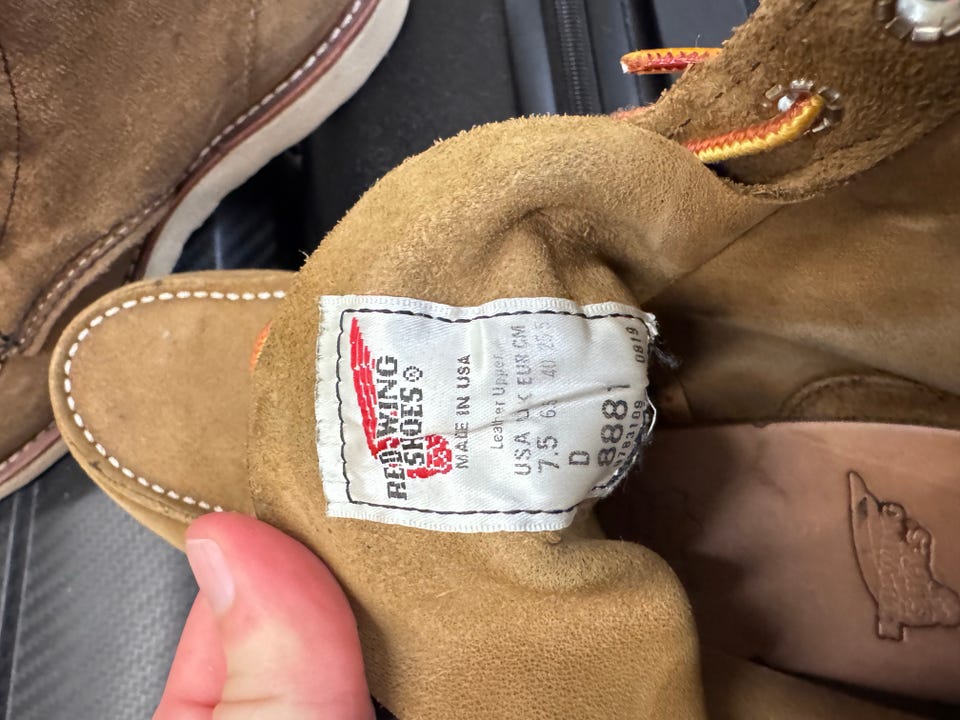 RED WING
SHOES ®
MADE IN USA
Leather Upper
USA UK EUR CM
7.5 6.5 40 25.5
D
8881
0819